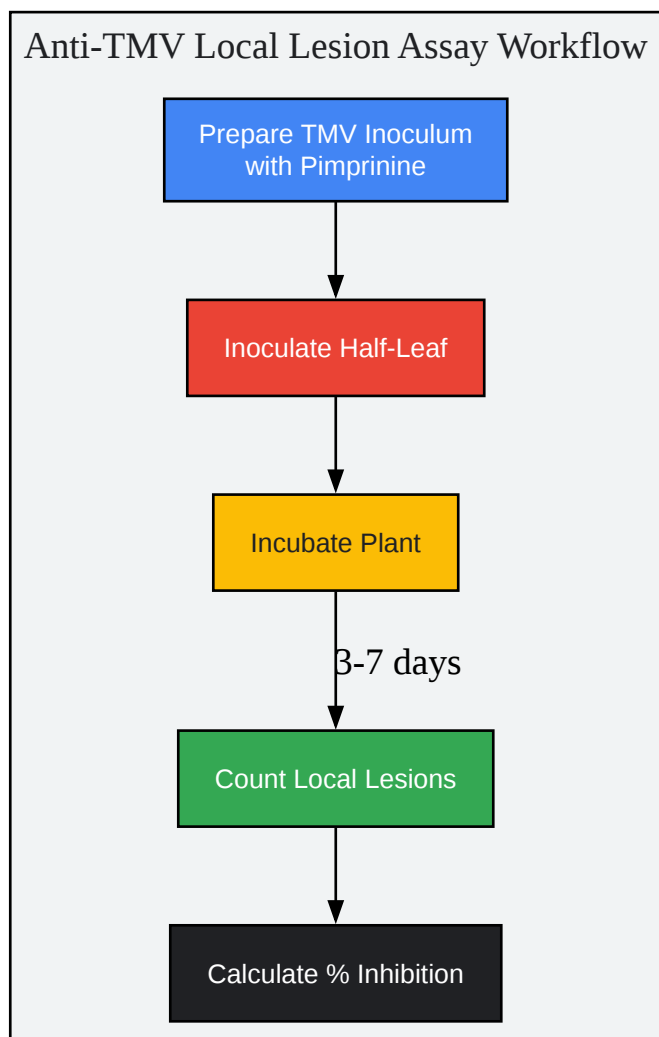 Anti-TMV Local Lesion Assay Workflow
Prepare TMV Inoculum
with Pimprinine
Inoculate Half-Leaf
Incubate Plant
3-7 days
Count Local Lesions
Calculate % Inhibition